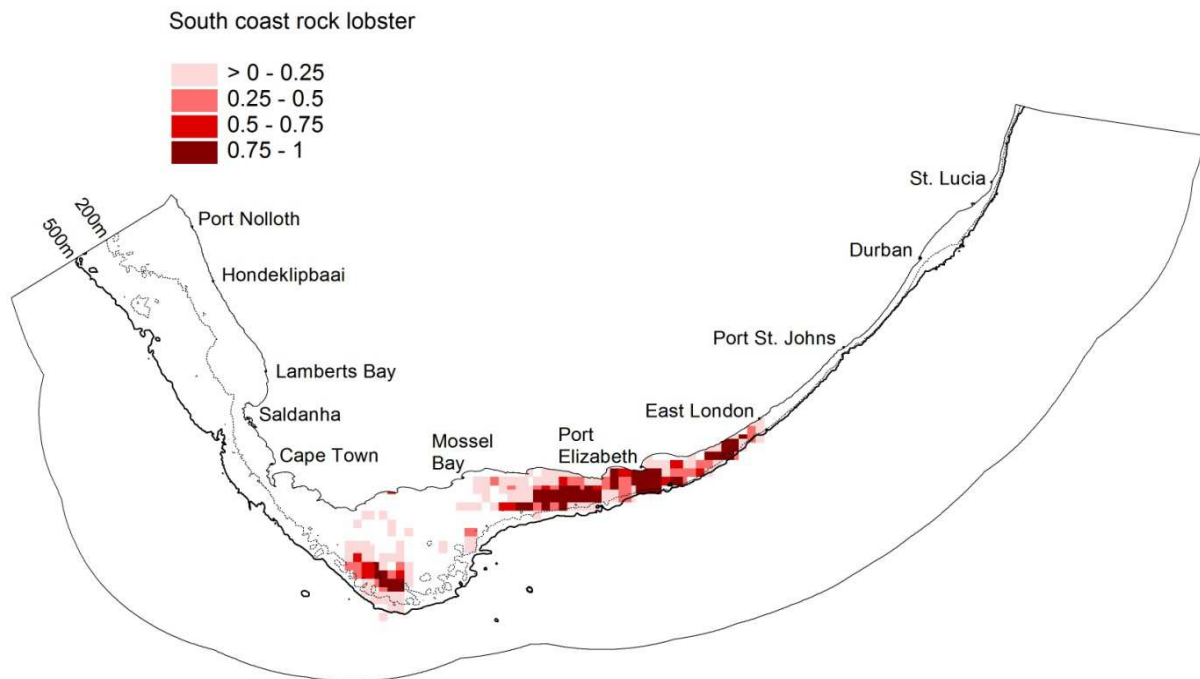 South coast rock lobster
> 0 - 0.25
0.25 - 0.5
0.5 - 0.75
0.75 - 1
St. Lucia
200m
500m
Port Nolloth
Durban
Hondeklipbaai
Port St. Johns
Lamberts Bay
Saldanha
East London
Cape Town
Mossel
Bay
Port
Elizabeth